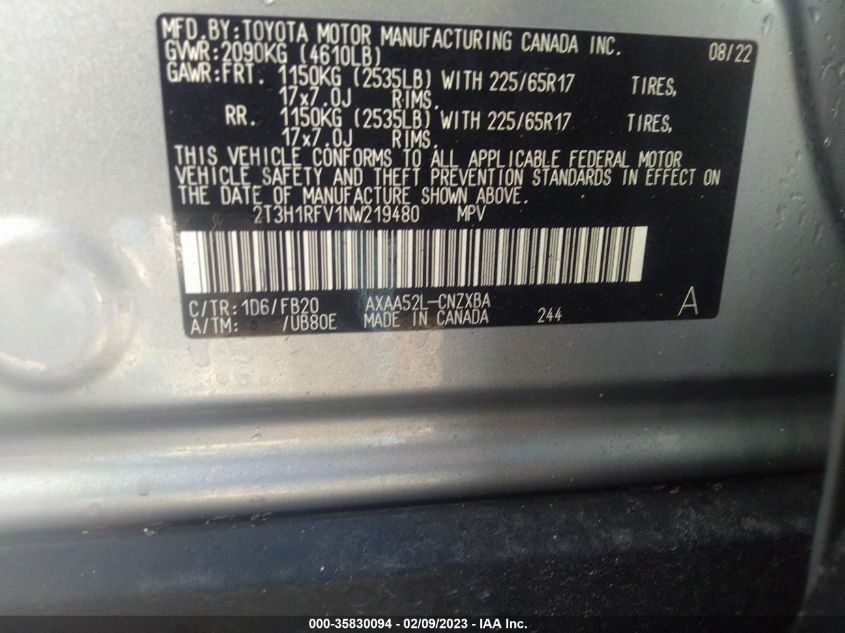 MFD.BY:TOYOTA MOTOR MANUFACTURING CANADA INC. 08/22
GVWR:2090KG (4610LB)
GAWR:FRT. 1150KG (2535LB) WITH 225/65R17 TIRES,
17x7.0J RIMS.
RR. 1150KG (2535LB) WITH 225/65R17 TIRES,
17x7.0J RIMS.
THIS VEHICLE CONFORMS TO ALL APPLICABLE FEDERAL MOTOR
VEHICLE SAFETY AND THEFT PREVENTION STANDARDS IN EFFECT ON
THE DATE OF MANUFACTURE SHOWN ABOVE.
2T3H1RFV1NW219480 MPV
C/TR:1D6/FB20 AXAA52L-CNZXBA
A/TM: /UB80E MADE IN CANADA 244 A
000-35830094 - 02/09/2023 - IAA Inc.